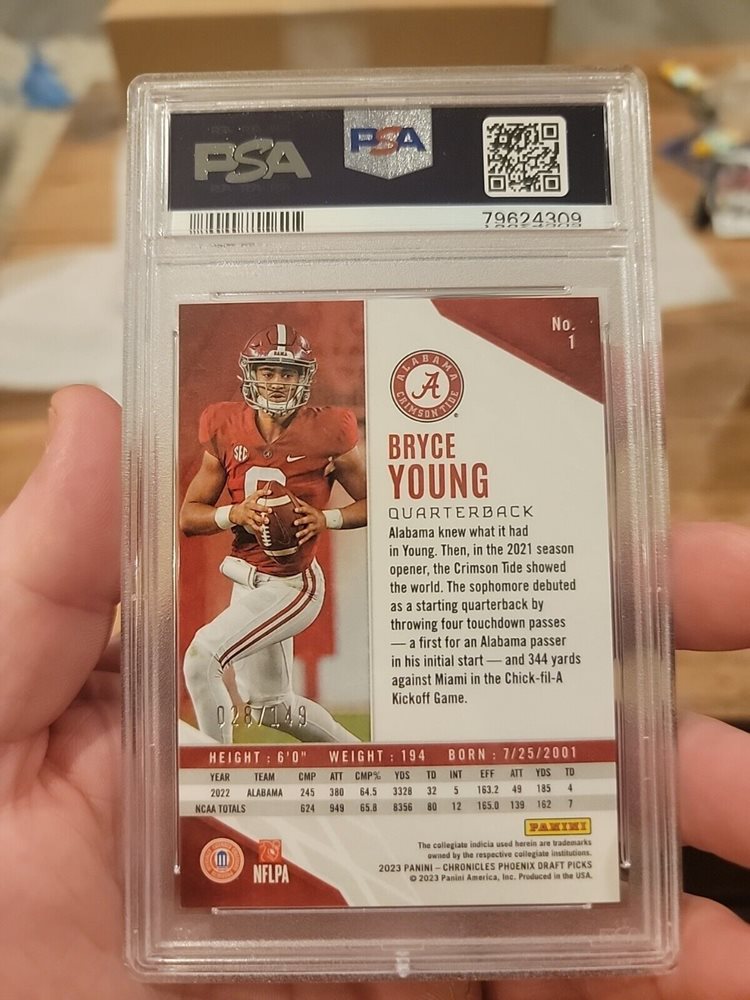 PSA
PSA
79624309
No.
1
ALABAMA
A
CRIMSON TIDE
BAMA
SEC
BRYCE
YOUNG
QUARTERBACK
Alabama knew what it had
in Young. Then, in the 2021 season
opener, the Crimson Tide showed
the world. The sophomore debuted
as a starting quarterback by
throwing four touchdown passes
— a first for an Alabama passer
in his initial start — and 344 yards
against Miami in the Chick-fil-A
Kickoff Game.
028/149
HEIGHT : 6'0" WEIGHT : 194 BORN : 7/25/2001
YEAR TEAM CMP ATT CMP% YDS TD INT EFF ATT YDS TD
2022 ALABAMA 245 380 64.5 3328 32 5 163.2 49 185 4
NCAA TOTALS 624 949 65.8 8356 80 12 165.0 139 162 7
PANINI
NFLPA
The collegiate indicia used herein are trademarks
owned by the respective collegiate institutions.
2023 PANINI – CHRONICLES PHOENIX DRAFT PICKS
© 2023 Panini America, Inc. Produced in the USA.